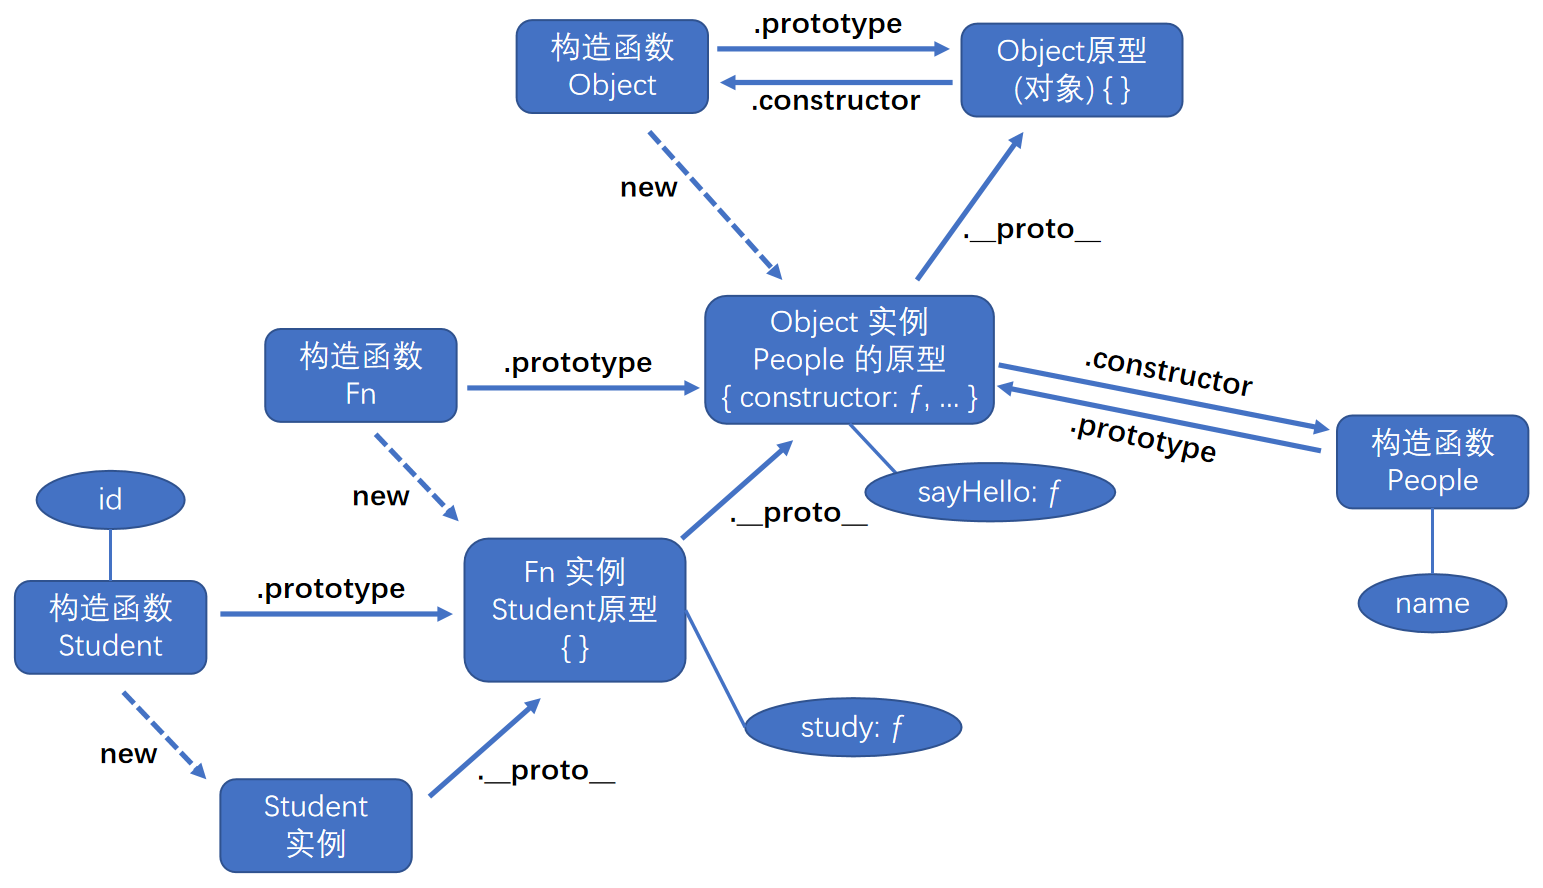 构造函数
Object
.prototype
.constructor
Object原型
(对象) { }
new
.__proto__
构造函数
Fn
.prototype
Object 实例
People 的原型
{ constructor: ƒ, ... }
.constructor
.prototype
构造函数
People
name
sayHello: ƒ
new
.__proto__
id
构造函数
Student
.prototype
Fn 实例
Student原型
{ }
study: ƒ
new
.__proto__
Student
实例